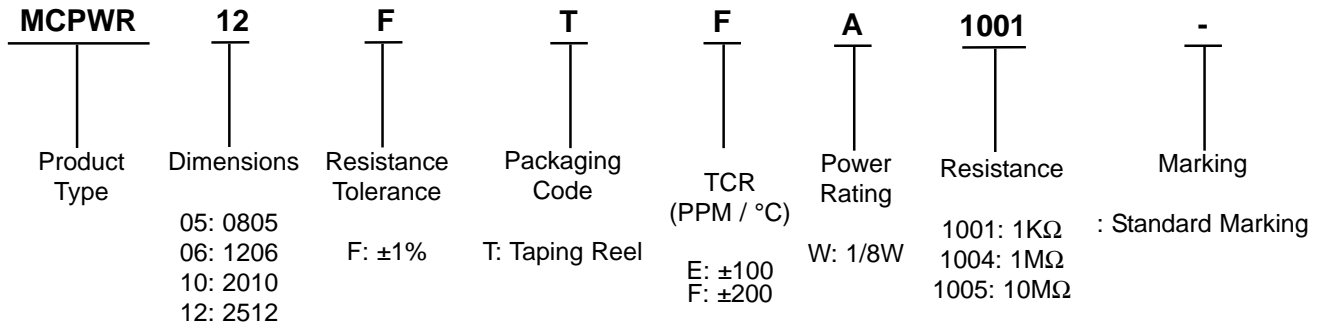 MCPWR 12 F T F A 1001 -
Product Type
Dimensions
05: 0805
06: 1206
10: 2010
12: 2512
Resistance Tolerance
F: ±1%
Packaging Code
T: Taping Reel
TCR
(PPM / °C)
E: ±100
F: ±200
Power Rating
W: 1/8W
Resistance
1001: 1KΩ
1004: 1MΩ
1005: 10MΩ
Marking
: Standard Marking